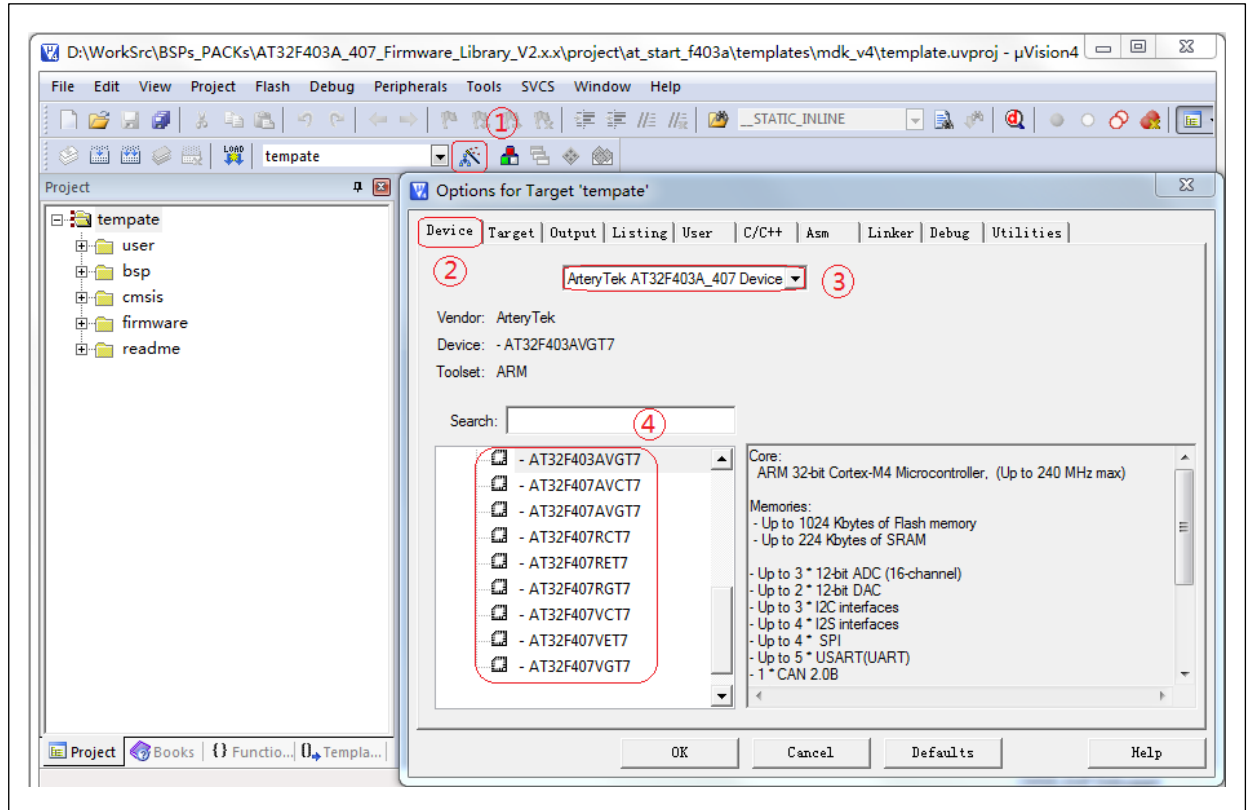 D:\WorkSrc\BSPs_PACKs\AT32F403A_407_Firmware_Library_V2.x.x\project\at_start_f403a\templates\mdk_v4\template.uvproj - µVision4
File Edit View Project Flash Debug Peripherals Tools SVCS Window Help
①
__STATIC_INLINE
LOAD
tempate
Project
Options for Target 'tempate'
tempate
user
bsp
cmsis
firmware
readme
Device Target Output Listing User C/C++ Asm Linker Debug Utilities
②
ArteryTek AT32F403A_407 Device
③
Vendor: ArteryTek
Device: - AT32F403AVGT7
Toolset: ARM
Search:
④
- AT32F403AVGT7
- AT32F407AVCT7
- AT32F407AVGT7
- AT32F407RCT7
- AT32F407RET7
- AT32F407RGT7
- AT32F407VCT7
- AT32F407VET7
- AT32F407VGT7
Core:
ARM 32-bit Cortex-M4 Microcontroller, (Up to 240 MHz max)
Memories:
- Up to 1024 Kbytes of Flash memory
- Up to 224 Kbytes of SRAM
- Up to 3 * 12-bit ADC (16-channel)
- Up to 2 * 12-bit DAC
- Up to 3 * I2C interfaces
- Up to 4 * I2S interfaces
- Up to 4 * SPI
- Up to 5 * USART(UART)
- 1 * CAN 2.0B
Project Books {} Functio... 0 Templa...
OK Cancel Defaults Help